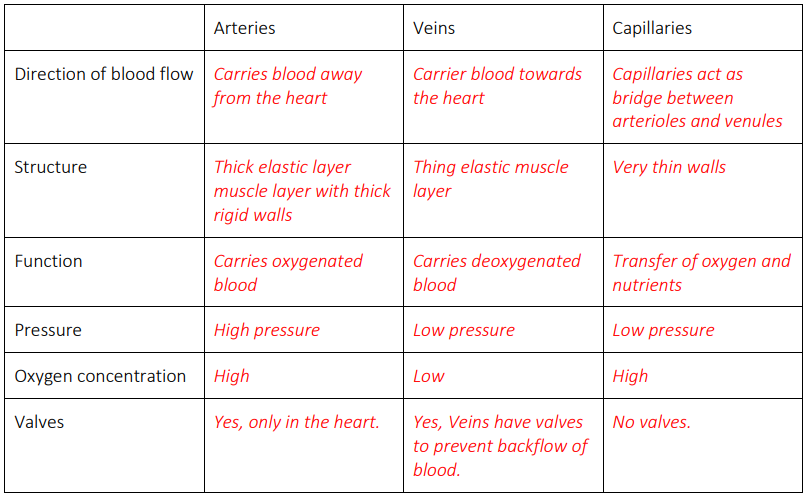 Arteries Veins Capillaries
Direction of blood flow Carries blood away Carrier blood towards Capillaries act as
from the heart the heart bridge between
arterioles and venules
Structure Thick elastic layer Thing elastic muscle Very thin walls
muscle layer with thick layer
rigid walls
Function Carries oxygenated Carries deoxygenated Transfer of oxygen and
blood blood nutrients
Pressure High pressure Low pressure Low pressure
Oxygen concentration High Low High
Valves Yes, only in the heart. Yes, Veins have valves No valves.
to prevent backflow of
blood.